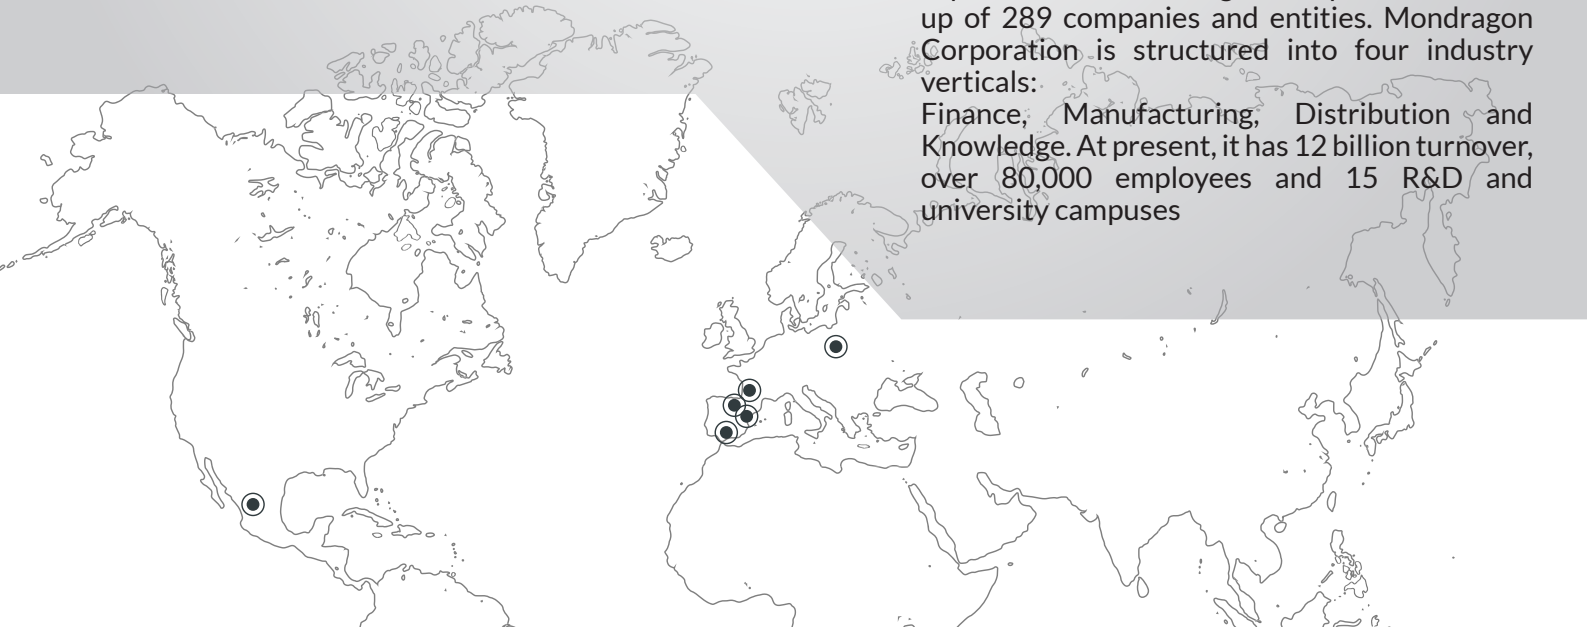 up of 289 companies and entities. Mondragon
Corporation is structured into four industry
verticals:
Finance, Manufacturing, Distribution and
Knowledge. At present, it has 12 billion turnover,
over 80,000 employees and 15 R&D and
university campuses